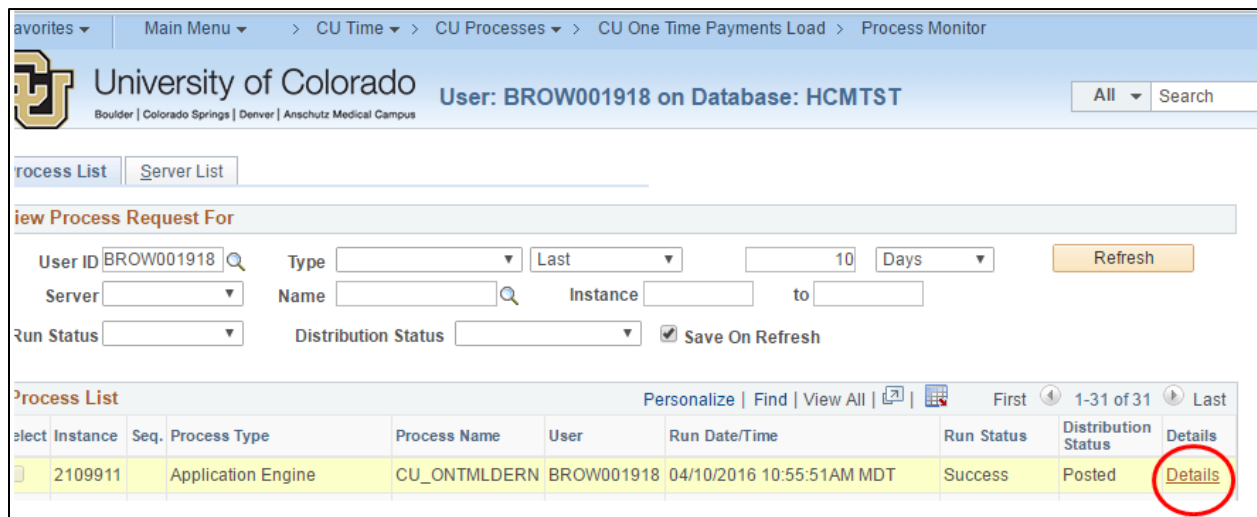 avorites Main Menu > CU Time > CU Processes > CU One Time Payments Load > Process Monitor
University of Colorado
Boulder | Colorado Springs | Denver | Anschutz Medical Campus
User: BROW001918 on Database: HCMTST
All Search
rocess List Server List
iew Process Request For
User ID BROW001918 Type Last 10 Days Refresh
Server Name Instance to
Run Status Distribution Status Save On Refresh
Process List Personalize | Find | View All | | First 1-31 of 31 Last
elect Instance Seq. Process Type Process Name User Run Date/Time Run Status Distribution Status Details
2109911 Application Engine CU_ONTMLDERN BROW001918 04/10/2016 10:55:51AM MDT Success Posted Details